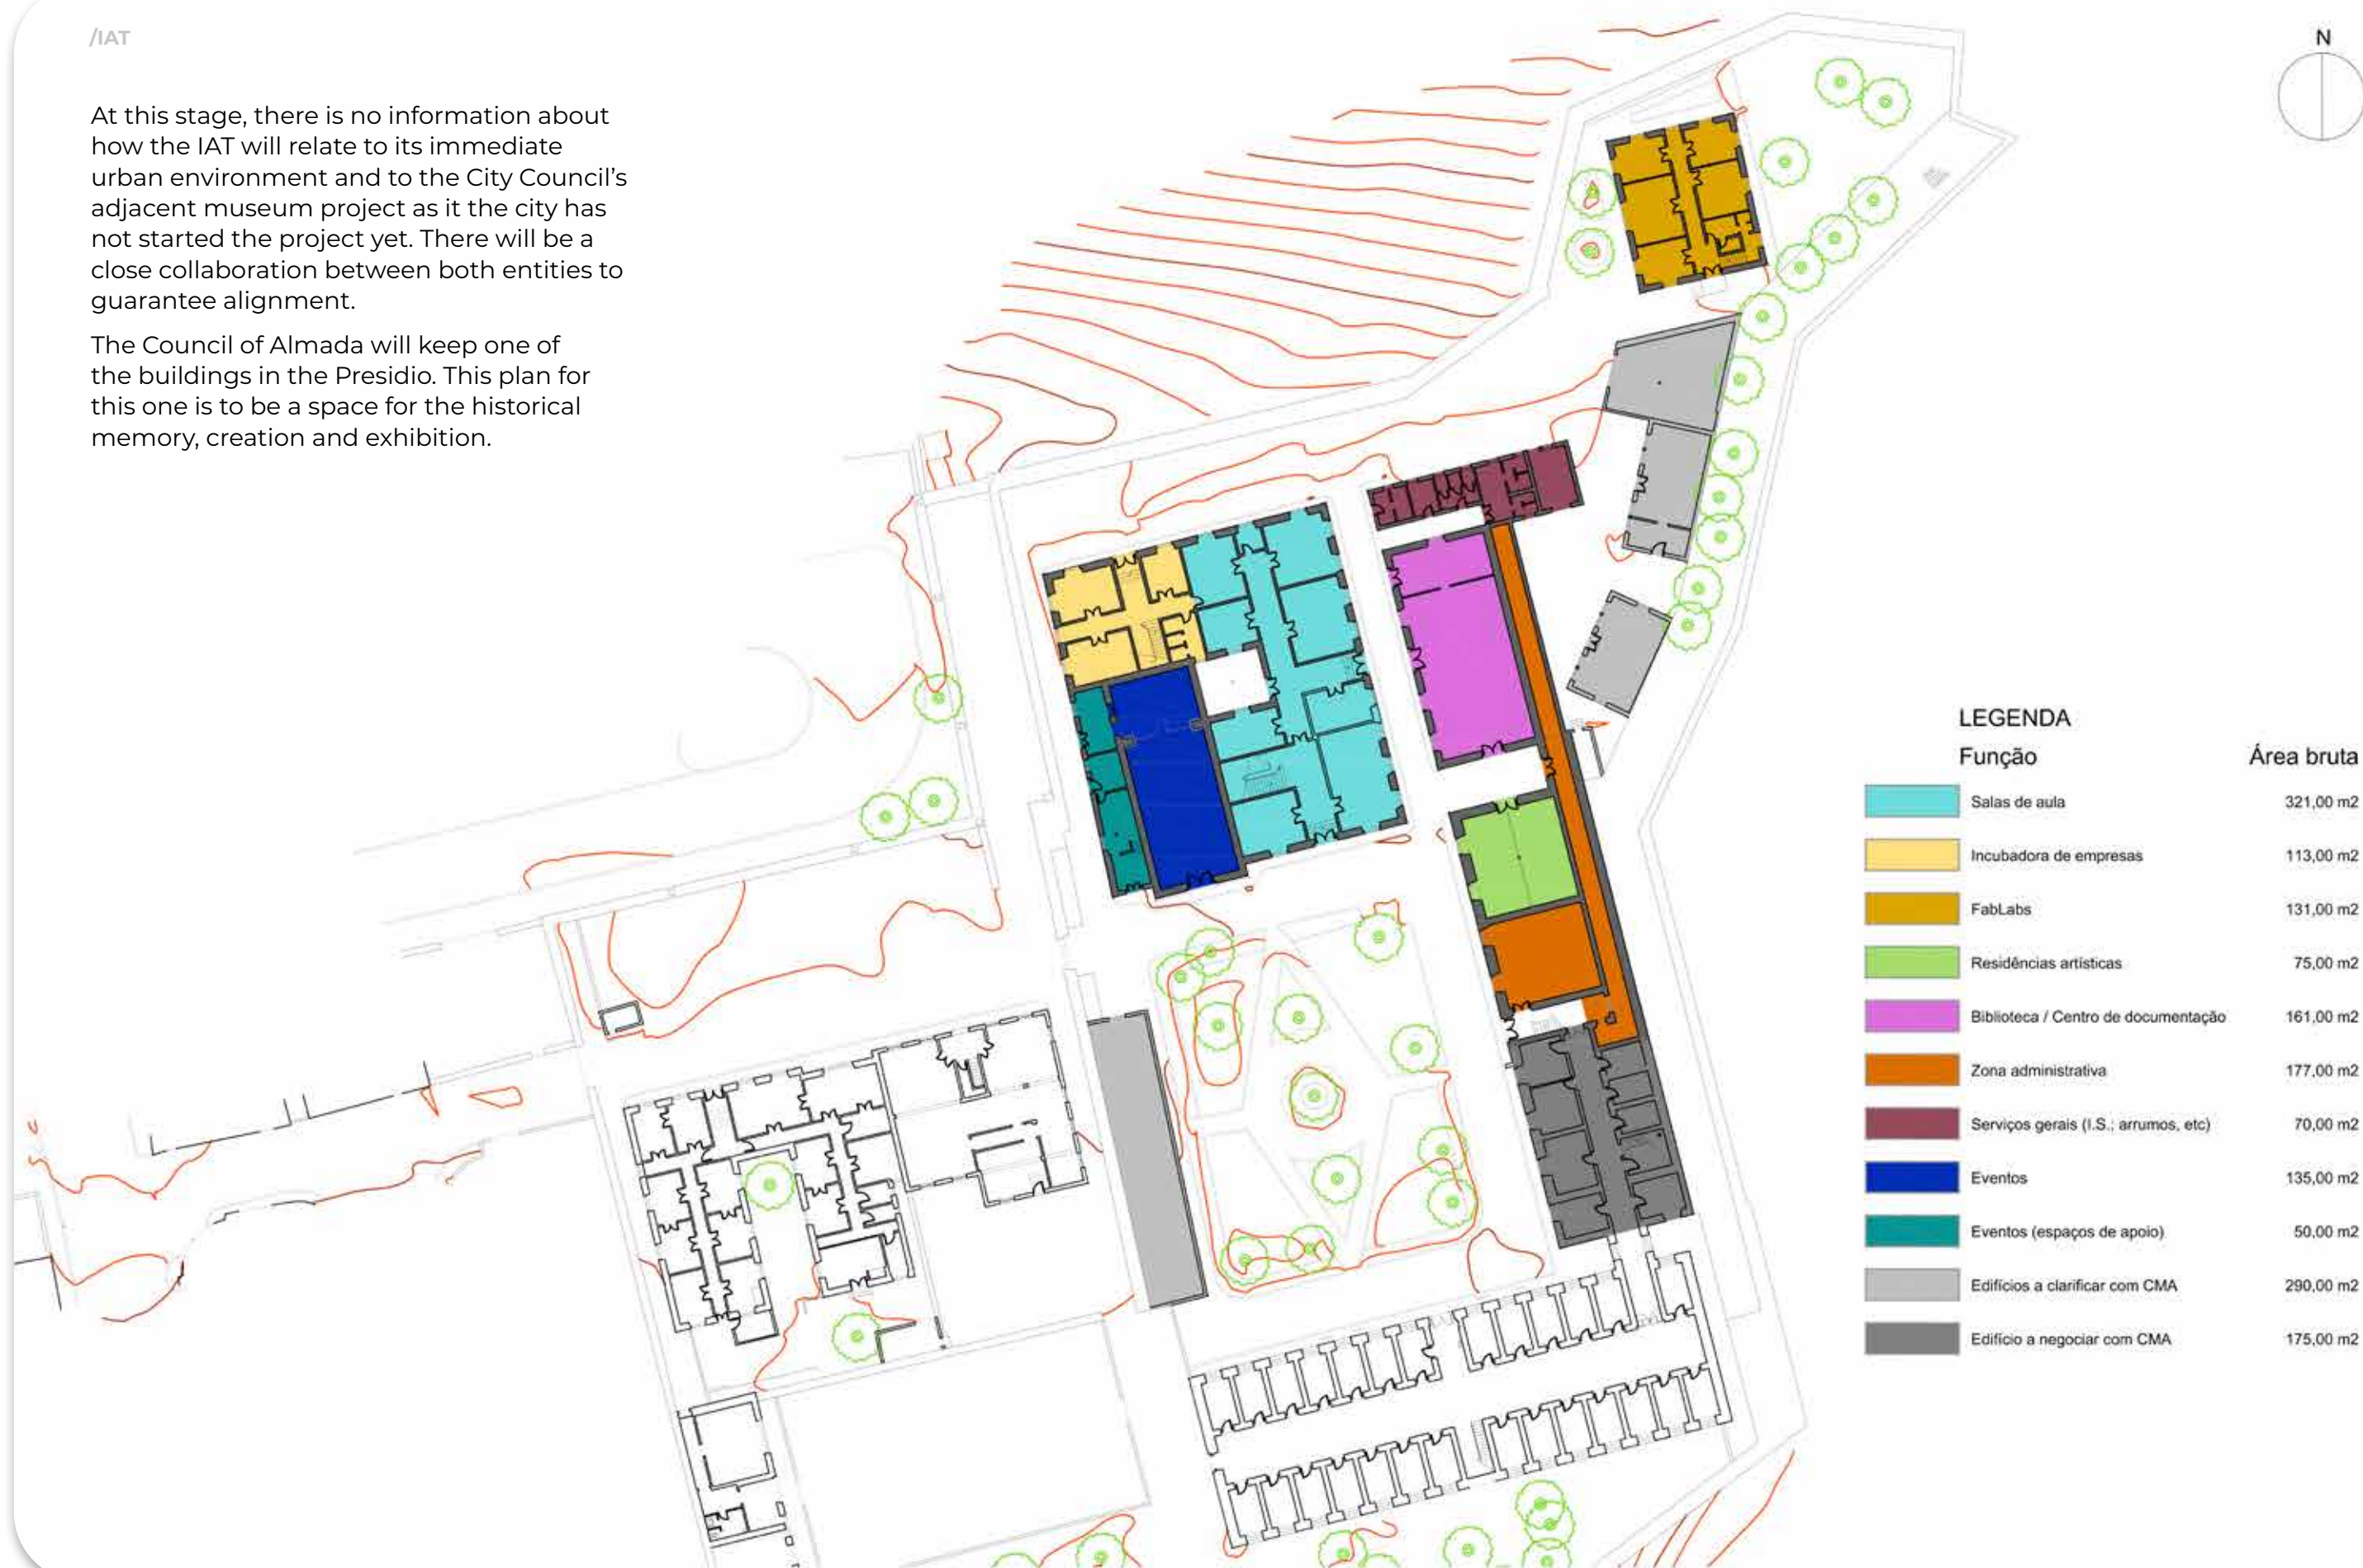 /IAT
At this stage, there is no information about
how the IAT will relate to its immediate
urban environment and to the City Council’s
adjacent museum project as it the city has
not started the project yet. There will be a
close collaboration between both entities to
guarantee alignment.
The Council of Almada will keep one of
the buildings in the Presidio. This plan for
this one is to be a space for the historical
memory, creation and exhibition.
N
LEGENDA
Função Área bruta
Salas de aula 321,00 m2
Incubadora de empresas 113,00 m2
FabLabs 131,00 m2
Residências artísticas 75,00 m2
Biblioteca / Centro de documentação 161,00 m2
Zona administrativa 177,00 m2
Serviços gerais (I.S.; arrumos, etc) 70,00 m2
Eventos 135,00 m2
Eventos (espaços de apoio) 50,00 m2
Edifícios a clarificar com CMA 290,00 m2
Edifício a negociar com CMA 175,00 m2